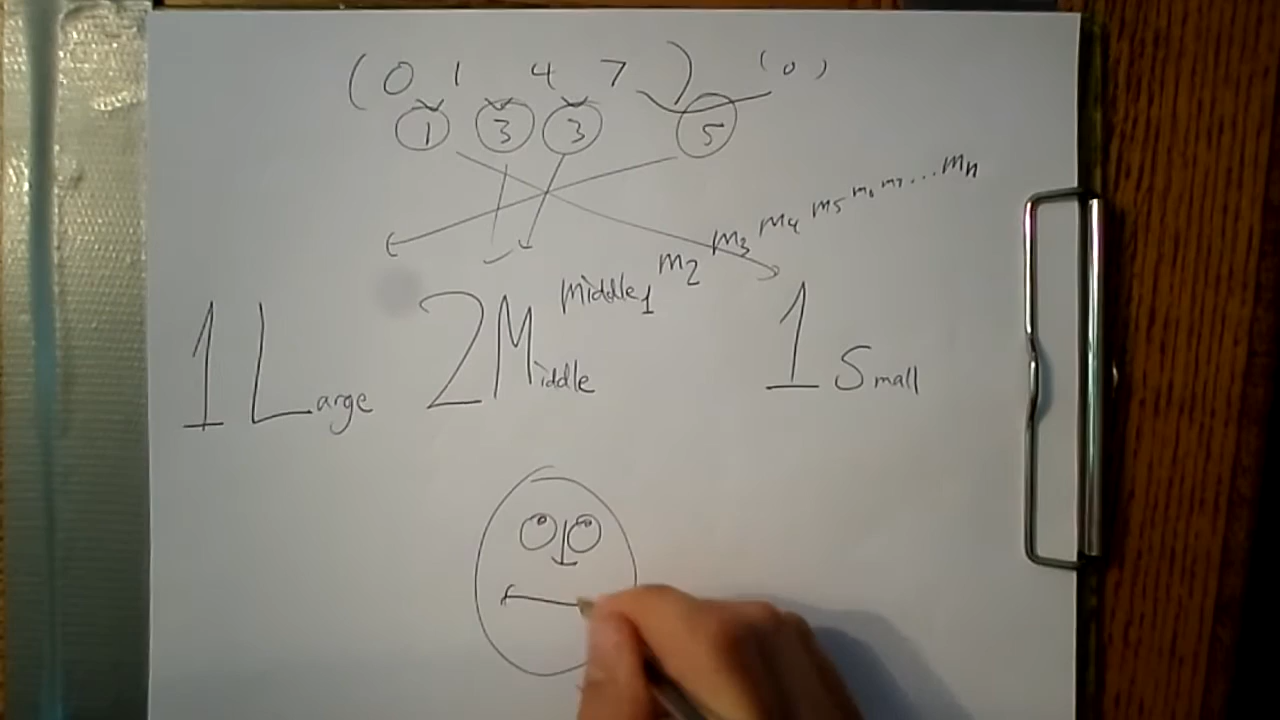 (0 1 4 7) (0)
1 3 3 5
Middle1 m2 m3 m4 m5 m6 m7 ... mn
1 Large 2 Middle 1 Small